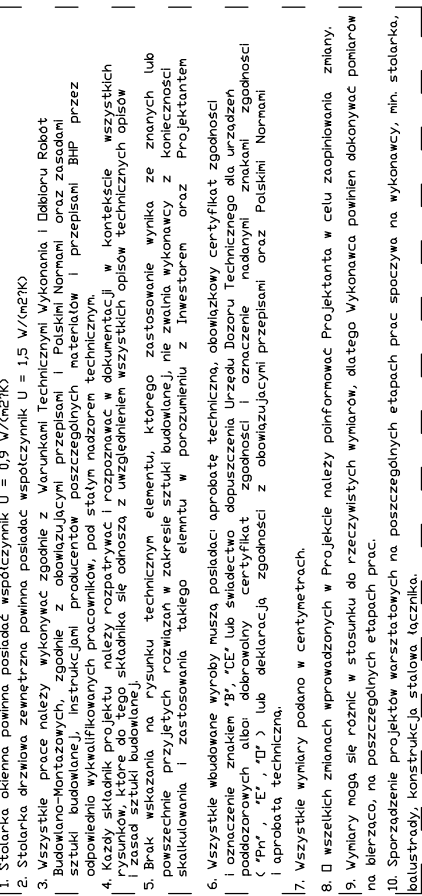 1. Stolarka okienna powinna posiadać współczynnik U = 0,9 W/(m2?K)
2. Stolarka drzwiowa zewnętrzna powinna posiadać współczynnik U = 1,5 W/(m2?K)
3. Wszystkie prace należy wykonywać zgodnie z Warunkami Technicznymi Wykonania i Odbioru Robót
Budowlano-Montażowych, zgodnie z obowiązującymi przepisami i Polskimi Normami oraz zasadami
sztuki budowlanej, instrukcjami producentów poszczególnych materiałów i przepisami BHP przez
odpowiednio wykwalifikowanych pracowników, pod stałym nadzorem technicznym.
4. Każdy składnik projektu należy rozpatrywać i rozpoznawać w dokumentacji w kontekście wszystkich
rysunków, które do tego składnika się odnoszą z uwzględnieniem wszystkich opisów technicznych opisów
i zasad sztuki budowlanej.
5. Brak wskazania na rysunku technicznym elementu, którego zastosowanie wynika ze znanych lub
powszechnie przyjętych rozwiązań w zakresie sztuki budowlanej, nie zwalnia wykonawcy z konieczności
skalkulowania i zastosowania takiego elemntu w porozumieniu z Inwestorem oraz Projektantem
6. Wszystkie wbudowane wyroby muszą posiadać: aprobatę techniczną, obowiązkowy certyfikat zgodności
i oznaczenie znakiem "B", "CE" lub świadectwo dopuszczenia Urzędu Dozoru Technicznego dla urządzeń
poddozorowych albo: dobrowolny certyfikat zgodności i oznaczenie nadanymi znakami zgodności
( "Pn" , "E" , "O" ) lub deklarację zgodności z obowiązującymi przepisami oraz Polskimi Normami
i aprobatą techniczną.
7. Wszystkie wymiary podano w centymetrach.
8. O wszelkich zmianach wprowadzonych w Projekcie należy poinformować Projektanta w celu zaopiniowania zmiany.
9. Wymiary mogą się różnić w stosunku do rzeczywistych wymiarów, dlatego Wykonawca powinien dokonywać pomiarów
na bierząco, na poszczególnych etapach prac.
10. Sporządzenie projektów warsztatowych na poszczególnych etapach prac spoczywa na wykonawcy, min. stolarka,
balustrady, konstrukcja stalowa łącznika.